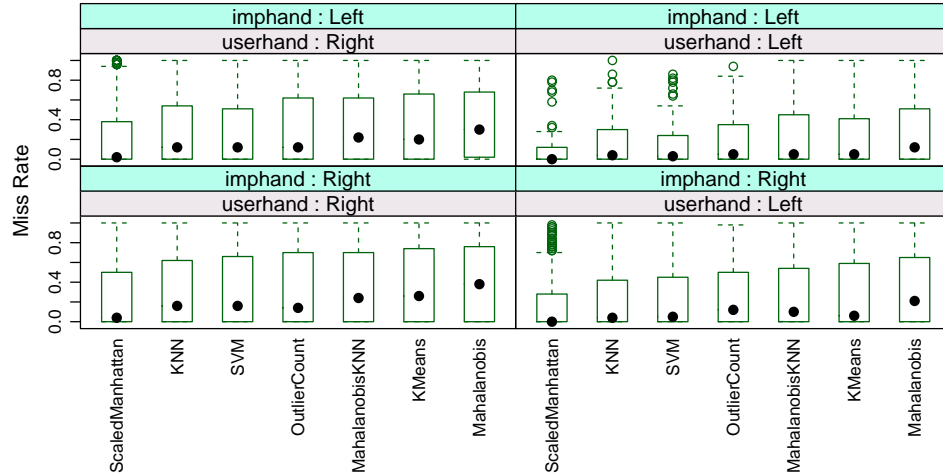 imphand : Left
imphand : Left
userhand : Right
userhand : Left
0.0 0.4 0.8
imphand : Right
imphand : Right
userhand : Right
userhand : Left
0.0 0.4 0.8
Miss Rate
ScaledManhattan
KNN
SVM
OutlierCount
MahalanobisKNN
KMeans
Mahalanobis
ScaledManhattan
KNN
SVM
OutlierCount
MahalanobisKNN
KMeans
Mahalanobis